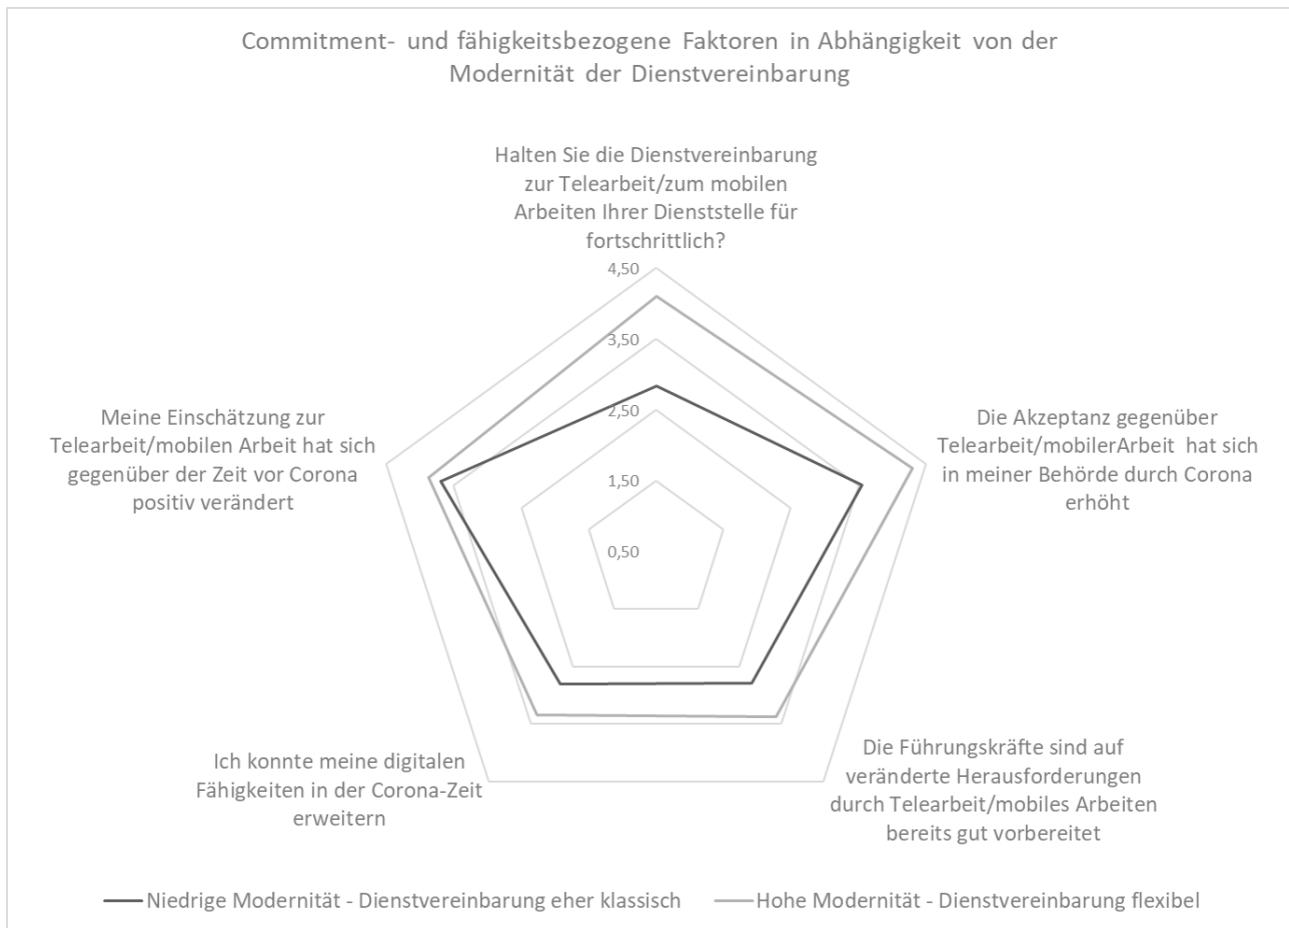 Commitment- und fähigkeitsbezogene Faktoren in Abhängigkeit von der
Modernität der Dienstvereinbarung
Halten Sie die Dienstvereinbarung
zur Telearbeit/zum mobilen
Arbeiten Ihrer Dienststelle für
fortschrittlich?
4,50
3,50
2,50
1,50
0,50
Die Akzeptanz gegenüber
Telearbeit/mobilerArbeit hat sich
in meiner Behörde durch Corona
erhöht
Die Führungskräfte sind auf
veränderte Herausforderungen
durch Telearbeit/mobiles Arbeiten
bereits gut vorbereitet
Ich konnte meine digitalen
Fähigkeiten in der Corona-Zeit
erweitern
Meine Einschätzung zur
Telearbeit/mobilen Arbeit hat sich
gegenüber der Zeit vor Corona
positiv verändert
Niedrige Modernität - Dienstvereinbarung eher klassisch
Hohe Modernität - Dienstvereinbarung flexibel